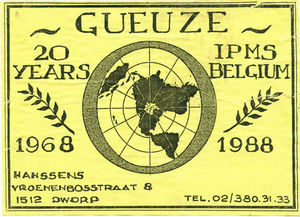 ~ GUEUZE ~
20 YEARS
IPMS BELGIUM
1968
1988
HANSSENS
VROENENBOSSTRAAT 8
1512 DWORP
TEL. 02/380.31.33